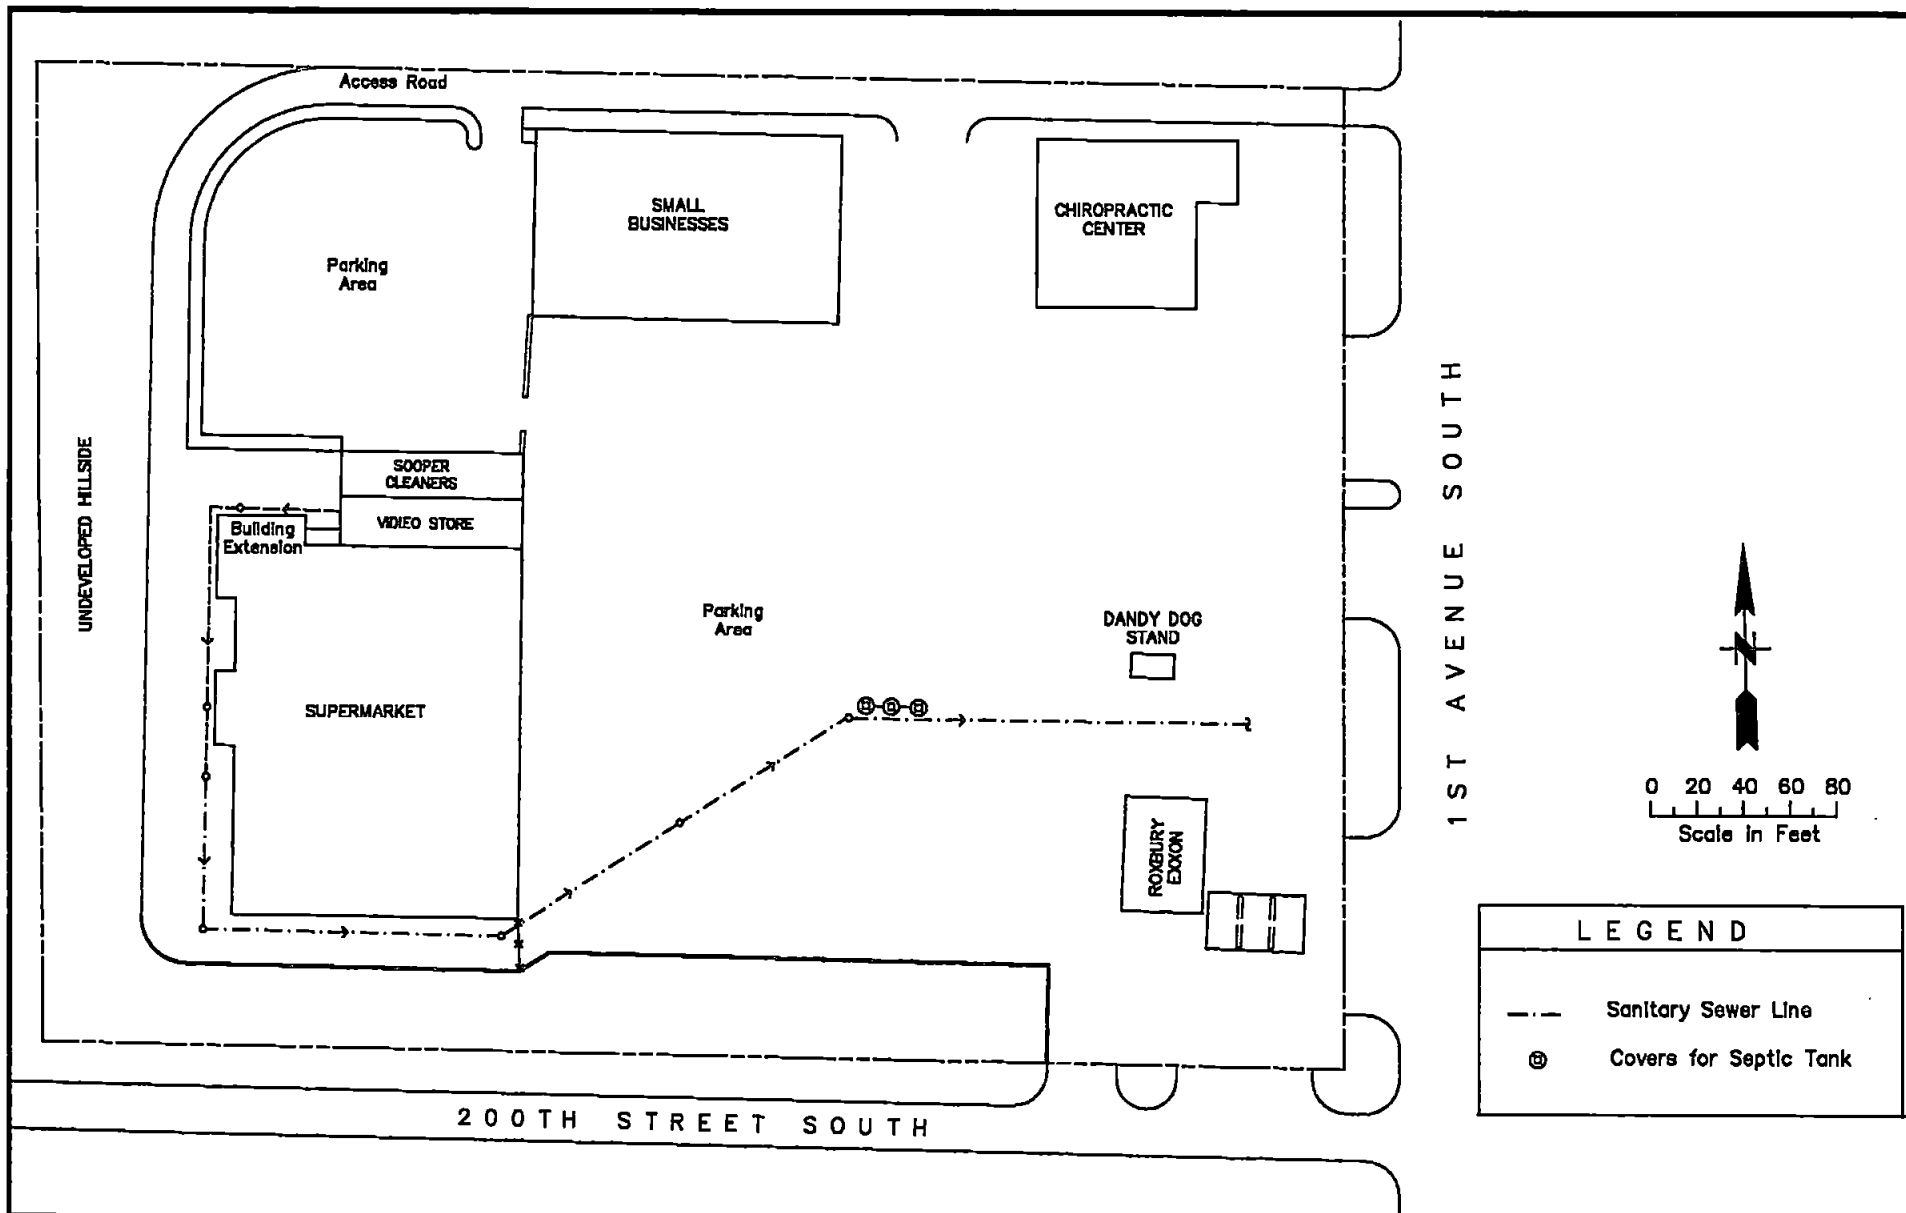 Access Road
SMALL
BUSINESSES
CHIROPRACTIC
CENTER
Parking
Area
UNDEVELOPED HILLSIDE
SOOPER
CLEANERS
VIDIEO STORE
Building
Extension
SUPERMARKET
Parking
Area
DANDY DOG
STAND
ROXBURY
EXXON
1ST AVENUE SOUTH
200TH STREET SOUTH
N
0 20 40 60 80
Scale in Feet
LEGEND
Sanitary Sewer Line
Covers for Septic Tank